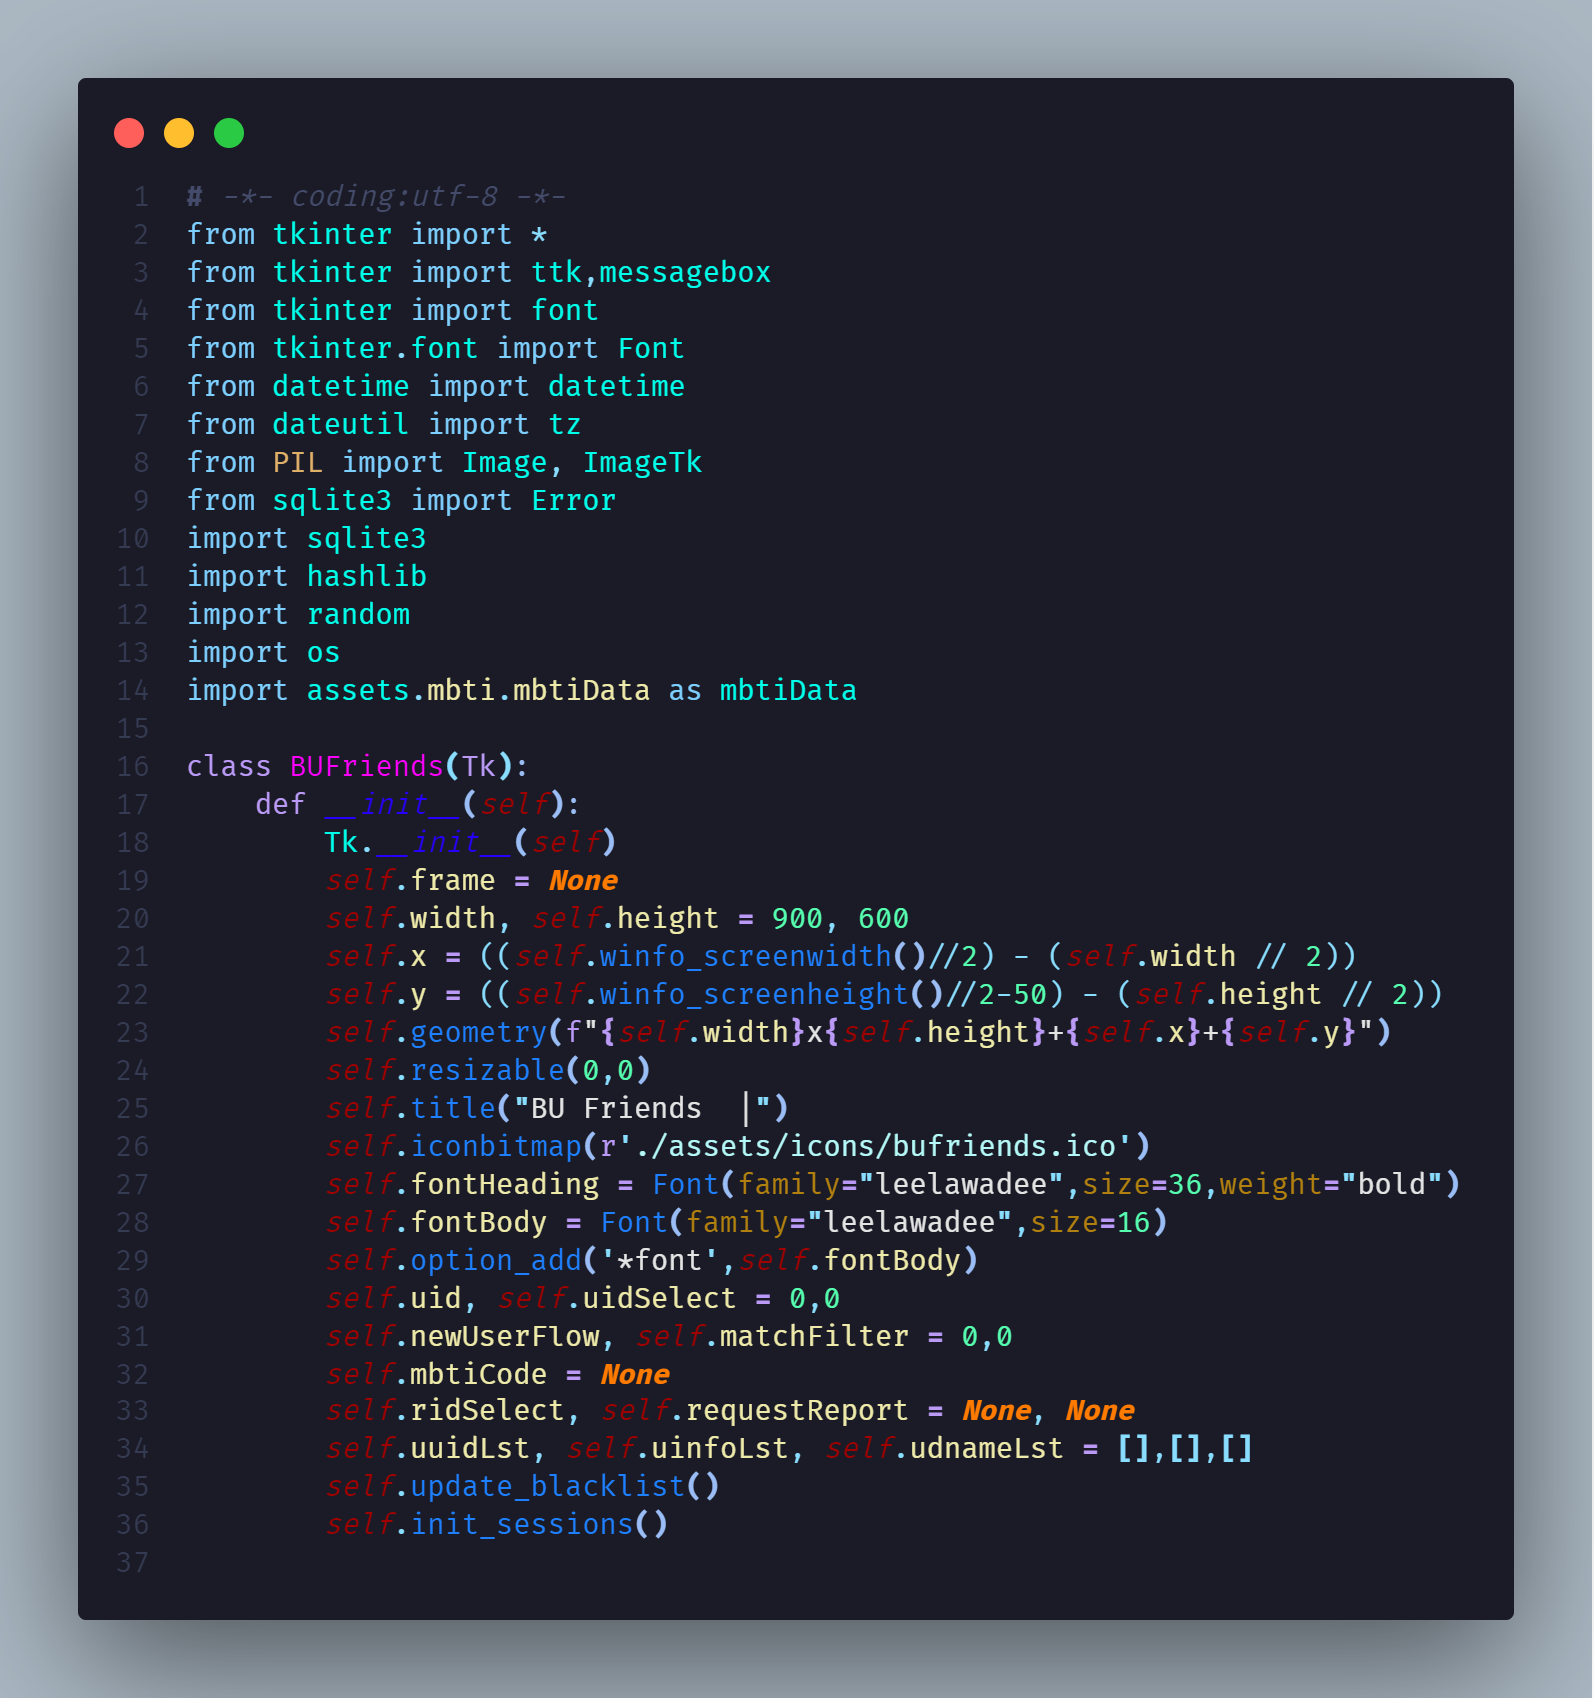 1 # -*- coding:utf-8 -*-
2 from tkinter import *
3 from tkinter import ttk,messagebox
4 from tkinter import font
5 from tkinter.font import Font
6 from datetime import datetime
7 from dateutil import tz
8 from PIL import Image, ImageTk
9 from sqlite3 import Error
10 import sqlite3
11 import hashlib
12 import random
13 import os
14 import assets.mbti.mbtiData as mbtiData
15
16 class BUFriends(Tk):
17     def __init__(self):
18         Tk.__init__(self)
19         self.frame = None
20         self.width, self.height = 900, 600
21         self.x = ((self.winfo_screenwidth()//2) - (self.width // 2))
22         self.y = ((self.winfo_screenheight()//2-50) - (self.height // 2))
23         self.geometry(f"{self.width}x{self.height}+{self.x}+{self.y}")
24         self.resizable(0,0)
25         self.title("BU Friends  |")
26         self.iconbitmap(r'./assets/icons/bufriends.ico')
27         self.fontHeading = Font(family="leelawadee",size=36,weight="bold")
28         self.fontBody = Font(family="leelawadee",size=16)
29         self.option_add('*font',self.fontBody)
30         self.uid, self.uidSelect = 0,0
31         self.newUserFlow, self.matchFilter = 0,0
32         self.mbtiCode = None
33         self.ridSelect, self.requestReport = None, None
34         self.uuidLst, self.uinfoLst, self.udnameLst = [],[],[]
35         self.update_blacklist()
36         self.init_sessions()
37